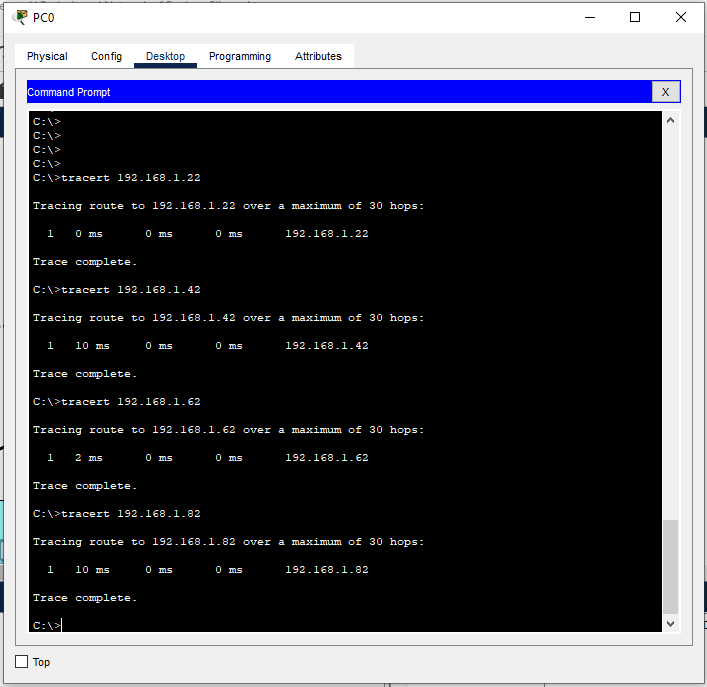 PC0
Physical Config Desktop Programming Attributes
Command Prompt X
C:\>
C:\>
C:\>
C:\>
C:\>tracert 192.168.1.22
Tracing route to 192.168.1.22 over a maximum of 30 hops:
1 0 ms 0 ms 0 ms 192.168.1.22
Trace complete.
C:\>tracert 192.168.1.42
Tracing route to 192.168.1.42 over a maximum of 30 hops:
1 10 ms 0 ms 0 ms 192.168.1.42
Trace complete.
C:\>tracert 192.168.1.62
Tracing route to 192.168.1.62 over a maximum of 30 hops:
1 2 ms 0 ms 0 ms 192.168.1.62
Trace complete.
C:\>tracert 192.168.1.82
Tracing route to 192.168.1.82 over a maximum of 30 hops:
1 10 ms 0 ms 0 ms 192.168.1.82
Trace complete.
C:\>
Top